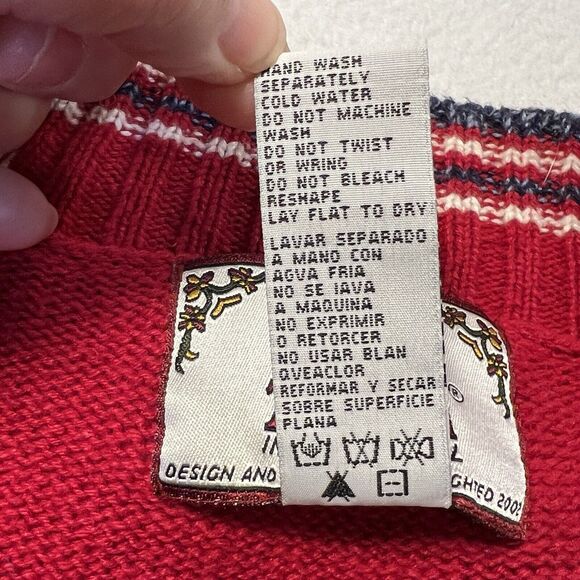 HAND WASH
SEPARATELY
COLD WATER
DO NOT MACHINE
WASH
DO NOT TWIST
OR WRING
DO NOT BLEACH
RESHAPE
LAY FLAT TO DRY
LAVAR SEPARADO
A MANO CON
AGUA FRIA
NO SE IAVA
A MAQUINA
NO EXPRIMIR
O RETORCER
NO USAR BLAN
QVEACLOR
REFORMAR Y SECAR
SOBRE SUPERFICIE
PLANA
DESIGN AND